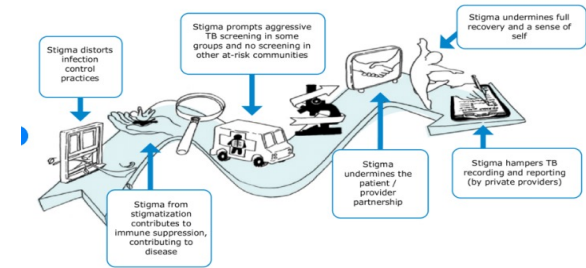 Stigma distorts
infection
control
practices
Stigma prompts aggressive
TB screening in some
groups and no screening in
other at-risk communities
Stigma undermines full
recovery and a sense of
self
Stigma from
stigmatization
contributes to
immune suppression,
contributing to
disease
Stigma
undermines the
patient /
provider
partnership
Stigma hampers TB
recording and reporting
(by private providers)